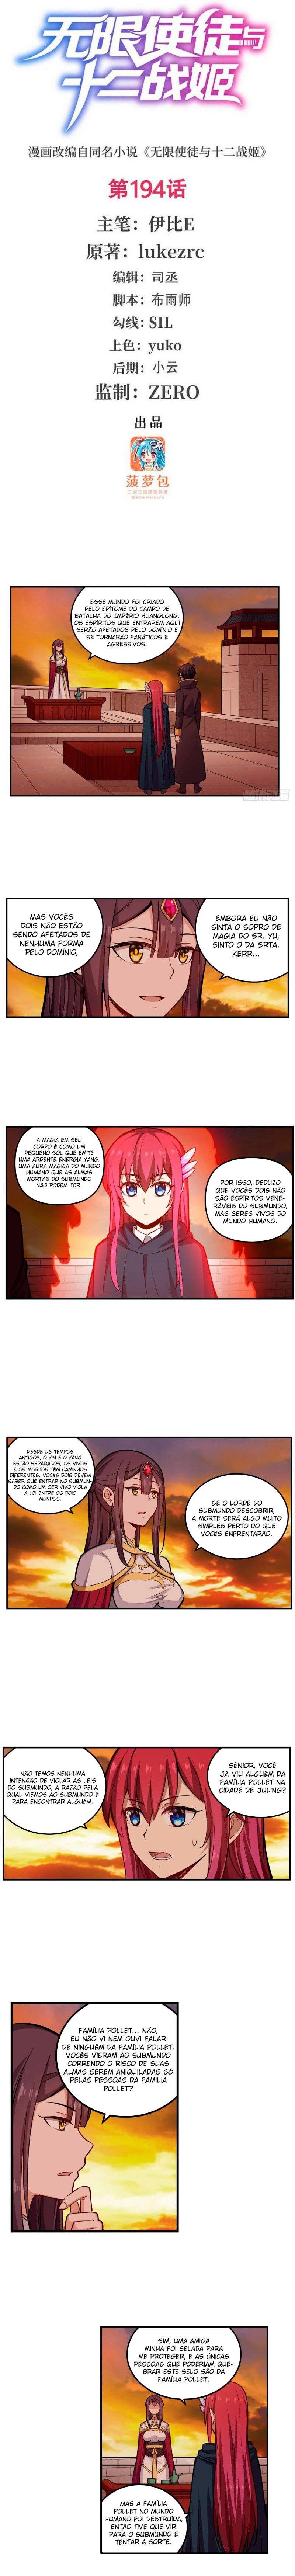 无限使徒与
十二战姬
漫画改编自同名小说《无限使徒与十二战姬》
第194话
主笔：伊比E
原著：lukezrc
编辑：司丞
脚本：布雨师
勾线：SIL
上色：yuko
后期：小云
监制：ZERO
出品
菠萝包
ESSE MUNDO FOI CRIADO
PELO EPÍTOME DO CAMPO DE
BATALHA DO IMPÉRIO HUANGLONG.
OS ESPÍRITOS QUE ENTRAREM AQUI
SERÃO AFETADOS PELO DOMÍNIO E
SE TORNARÃO FANÁTICOS E
AGRESSIVOS.
MAS VOCÊS
DOIS NÃO ESTÃO
SENDO AFETADOS DE
NENHUMA FORMA
PELO DOMÍNIO,
EMBORA EU NÃO
SINTA O SOPRO DE
MAGIA DO SR. YU,
SINTO O DA SRTA.
KERR...
A MAGIA EM SEU
CORPO É COMO UM
PEQUENO SOL QUE EMITE
UMA ARDENTE ENERGIA YANG,
UMA AURA MÁGICA DO MUNDO
HUMANO QUE AS ALMAS
MORTAS DO SUBMUNDO
NÃO PODEM TER.
POR ISSO, DEDUZO
QUE VOCÊS DOIS NÃO
SÃO ESPÍRITOS VENE-
RÁVEIS DO SUBMUNDO,
MAS SERES VIVOS DO
MUNDO HUMANO.
DESDE OS TEMPOS
ANTIGOS, O YIN E O YANG
ESTÃO SEPARADOS, OS VIVOS
E OS MORTOS TEM CAMINHOS
DIFERENTES. VOCES DOIS DEVEM
SABER QUE ENTRAR NO SUBMUN-
DO COMO UM SER VIVO VIOLA
A LEI ENTRE OS DOIS
MUNDOS.
SE O LORDE DO
SUBMUNDO DESCOBRIR,
A MORTE SERÁ ALGO MUITO
SIMPLES PERTO DO QUE
VOCÊS ENFRENTARÃO.
NÃO TEMOS NENHUMA
INTENÇÃO DE VIOLAR AS LEIS
DO SUBMUNDO, A RAZÃO PELA
QUAL VIEMOS AO SUBMUNDO É
PARA ENCONTRAR ALGUÉM.
SÊNIOR, VOCÊ
JÁ VIU ALGUÉM DA
FAMÍLIA POLLET NA
CIDADE DE JULING?
FAMÍLIA POLLET... NÃO,
EU NÃO VI NEM OUVI FALAR
DE NINGUÉM DA FAMÍLIA POLLET.
VOCÊS VIERAM AO SUBMUNDO
CORRENDO O RISCO DE SUAS
ALMAS SEREM ANIQUILADAS SÓ
PELAS PESSOAS DA FAMÍLIA
POLLET?
SIM, UMA AMIGA
MINHA FOI SELADA PARA
ME PROTEGER, E AS ÚNICAS
PESSOAS QUE PODERIAM QUE-
BRAR ESTE SELO SÃO DA
FAMÍLIA POLLET.
MAS A FAMÍLIA
POLLET NO MUNDO
HUMANO FOI DESTRUÍDA,
ENTÃO TIVE QUE VIR
PARA O SUBMUNDO E
TENTAR A SORTE.